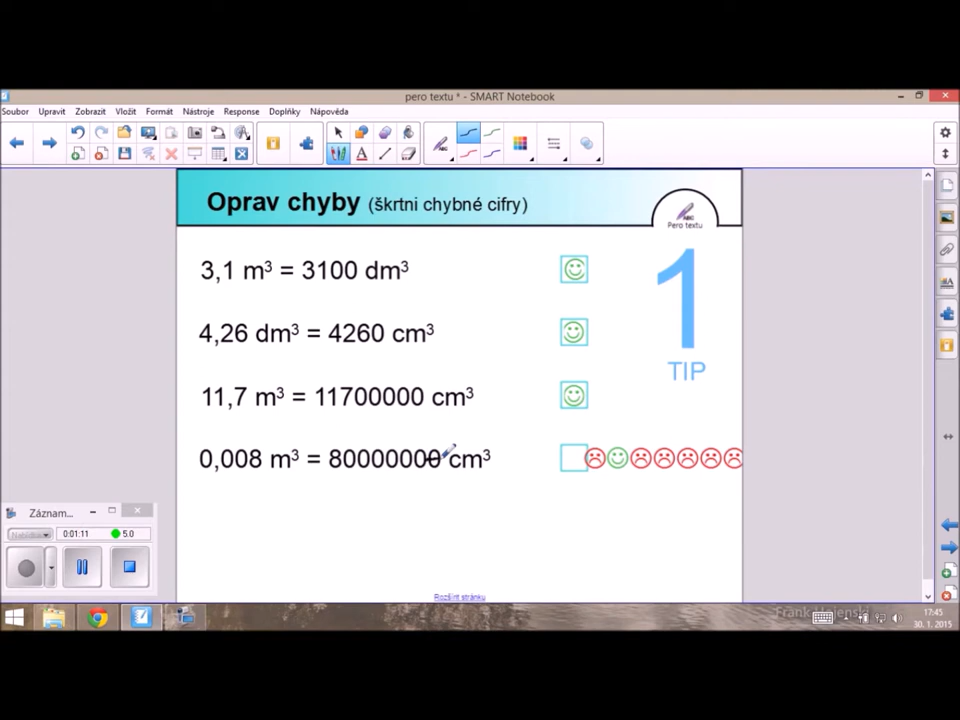 pero textu * - SMART Notebook
Soubor Upravit Zobrazit Vložit Formát Nástroje Response Doplňky Nápověda
Oprav chyby (škrtni chybné cifry)
ABC
Pero textu
3,1 m³ = 3100 dm³
1
4,26 dm³ = 4260 cm³
TIP
11,7 m³ = 11700000 cm³
0,008 m³ = 80000000 cm³
Záznam...
0:01:11 5.0
Rozšířit stránku
17:45
30. 1. 2015